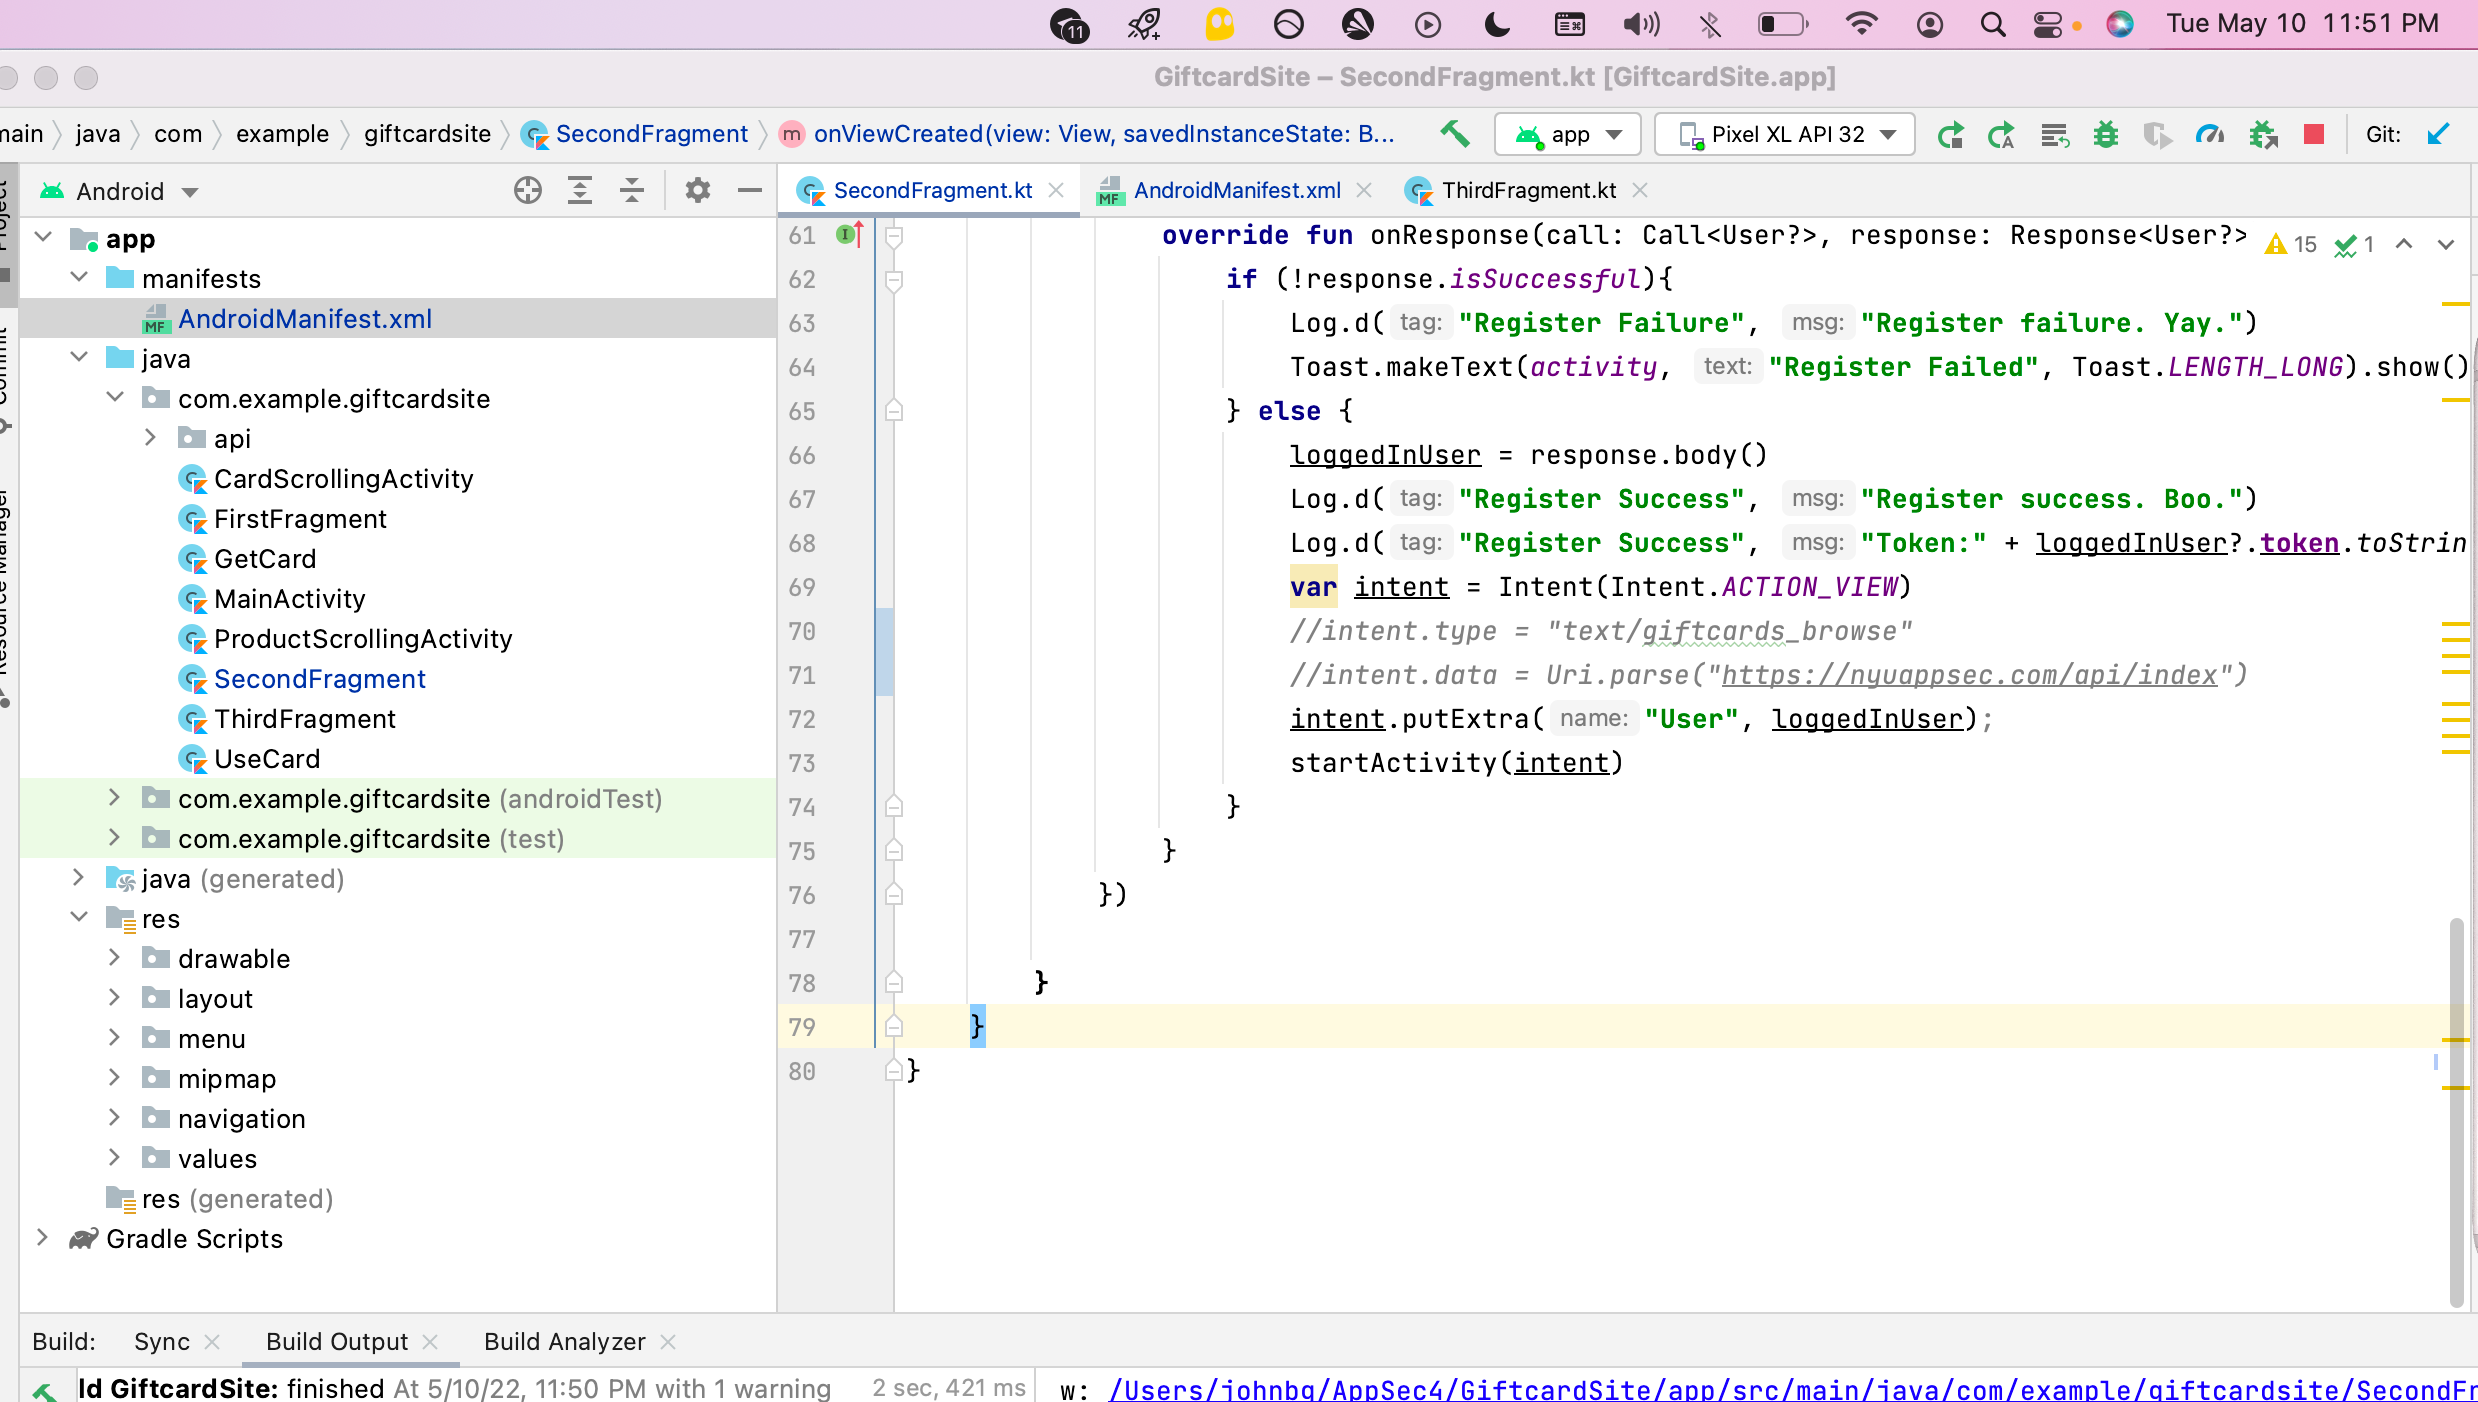 11
Tue May 10 11:51 PM
GiftcardSite – SecondFragment.kt [GiftcardSite.app]
main
java
com
example
giftcardsite
SecondFragment
m onViewCreated(view: View, savedInstanceState: B...
app
Pixel XL API 32
Git:
Project
Commit
Resource Manager
Android
SecondFragment.kt
MF AndroidManifest.xml
ThirdFragment.kt
app
manifests
MF AndroidManifest.xml
java
com.example.giftcardsite
api
CardScrollingActivity
FirstFragment
GetCard
MainActivity
ProductScrollingActivity
SecondFragment
ThirdFragment
UseCard
com.example.giftcardsite (androidTest)
com.example.giftcardsite (test)
java (generated)
res
drawable
layout
menu
mipmap
navigation
values
res (generated)
Gradle Scripts
61 override fun onResponse(call: Call<User?>, response: Response<User?>
15 1
62 if (!response.isSuccessful){
63 Log.d( tag: "Register Failure", msg: "Register failure. Yay.")
64 Toast.makeText(activity, text: "Register Failed", Toast.LENGTH_LONG).show()
65 } else {
66 loggedInUser = response.body()
67 Log.d( tag: "Register Success", msg: "Register success. Boo.")
68 Log.d( tag: "Register Success", msg: "Token:" + loggedInUser?.token.toStrin
69 var intent = Intent(Intent.ACTION_VIEW)
70 //intent.type = "text/giftcards_browse"
71 //intent.data = Uri.parse("https://nyuappsec.com/api/index")
72 intent.putExtra( name: "User", loggedInUser);
73 startActivity(intent)
74 }
75 }
76 })
77
78 }
79 }
80 }
Build: Sync Build Output Build Analyzer
ld GiftcardSite: finished At 5/10/22, 11:50 PM with 1 warning 2 sec, 421 ms
w: /Users/johnbg/AppSec4/GiftcardSite/app/src/main/java/com/example/giftcardsite/SecondFr